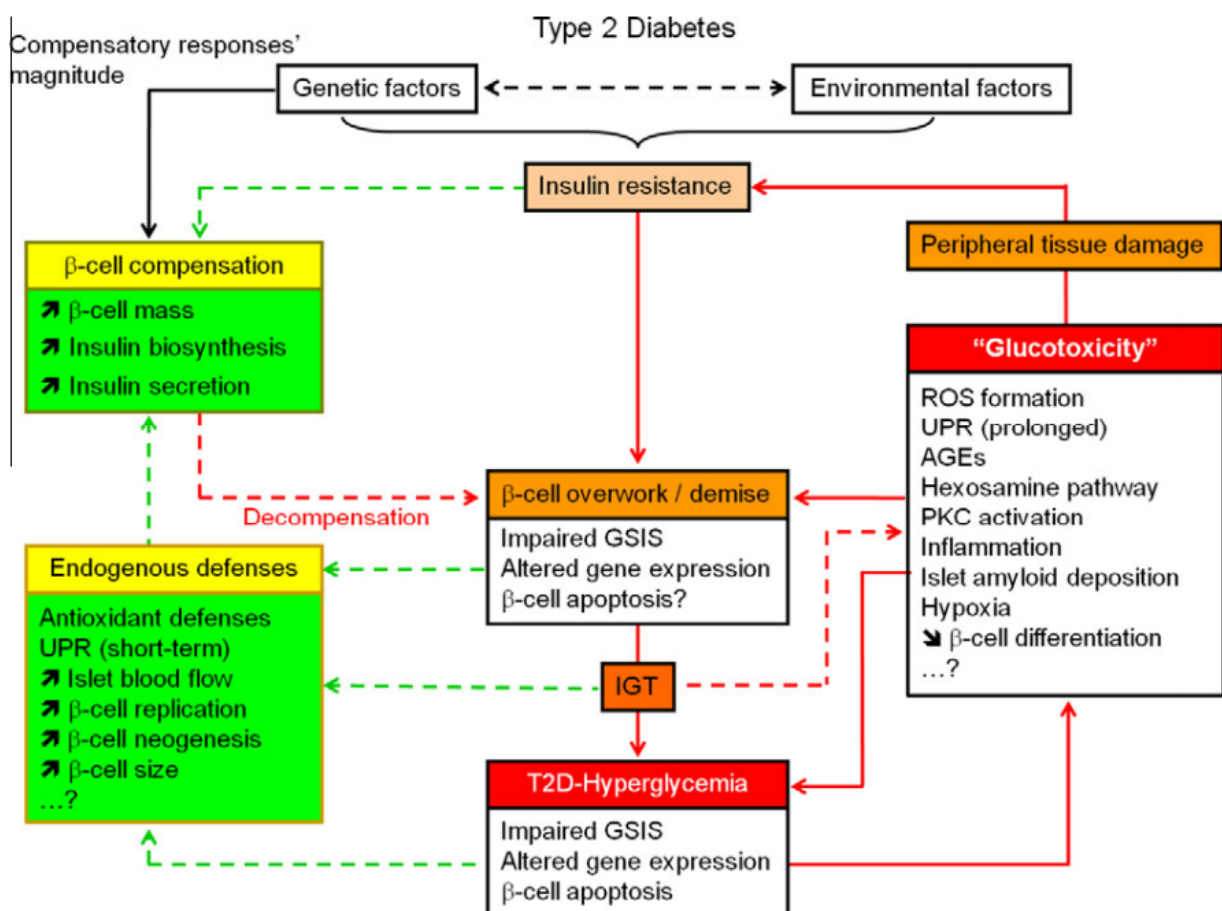 Type 2 Diabetes
Compensatory responses’
magnitude
Genetic factors
Environmental factors
Insulin resistance
Peripheral tissue damage
β-cell compensation
↗ β-cell mass
↗ Insulin biosynthesis
↗ Insulin secretion
“Glucotoxicity”
ROS formation
UPR (prolonged)
AGEs
Hexosamine pathway
PKC activation
Inflammation
Islet amyloid deposition
Hypoxia
↘ β-cell differentiation
…?
Decompensation
β-cell overwork / demise
Impaired GSIS
Altered gene expression
β-cell apoptosis?
Endogenous defenses
Antioxidant defenses
UPR (short-term)
↗ Islet blood flow
↗ β-cell replication
↗ β-cell neogenesis
↗ β-cell size
…?
IGT
T2D-Hyperglycemia
Impaired GSIS
Altered gene expression
β-cell apoptosis